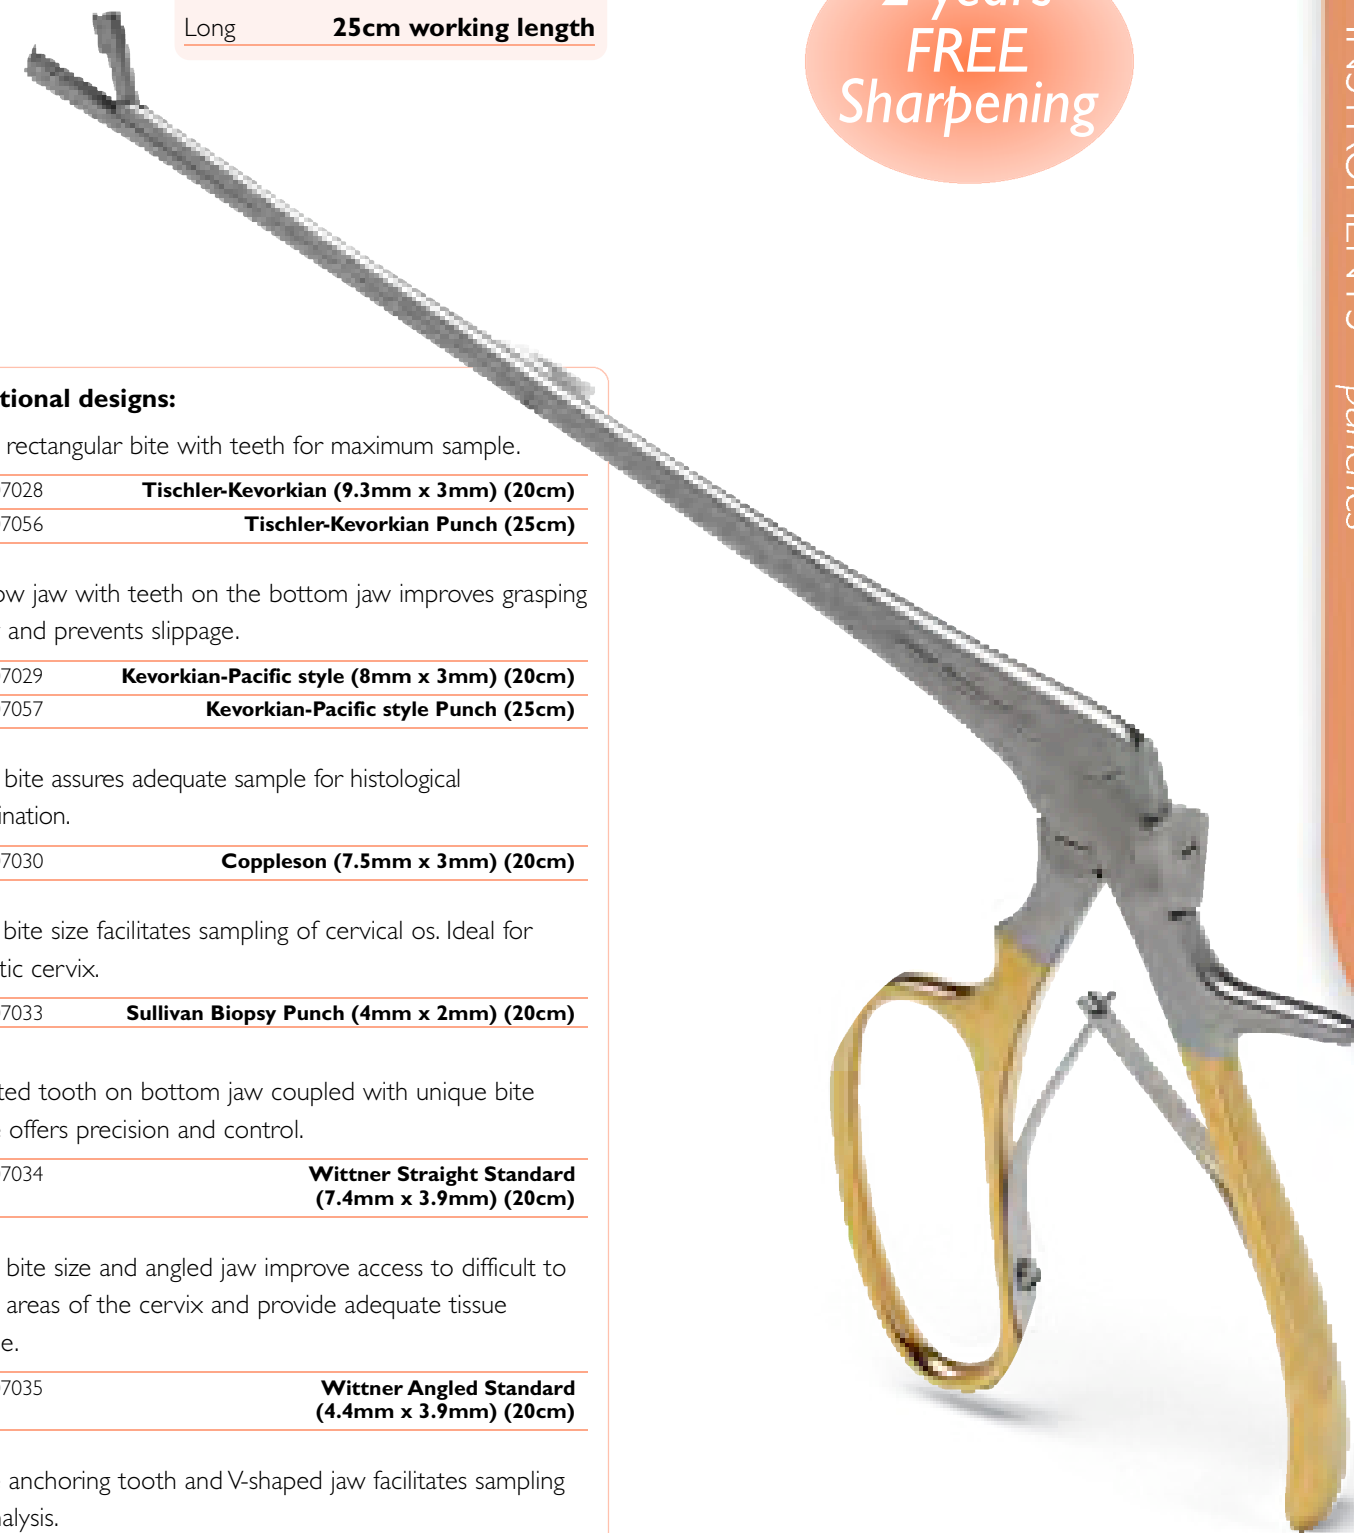 Long 25cm working length
2 years
FREE
Sharpening
INSTRUMENTS punches
tional designs:
rectangular bite with teeth for maximum sample.
7028 Tischler-Kevorkian (9.3mm x 3mm) (20cm)
7056 Tischler-Kevorkian Punch (25cm)
ow jaw with teeth on the bottom jaw improves grasping
and prevents slippage.
7029 Kevorkian-Pacific style (8mm x 3mm) (20cm)
7057 Kevorkian-Pacific style Punch (25cm)
bite assures adequate sample for histological
ination.
7030 Coppleson (7.5mm x 3mm) (20cm)
bite size facilitates sampling of cervical os. Ideal for
tic cervix.
7033 Sullivan Biopsy Punch (4mm x 2mm) (20cm)
ted tooth on bottom jaw coupled with unique bite
offers precision and control.
7034 Wittner Straight Standard
(7.4mm x 3.9mm) (20cm)
bite size and angled jaw improve access to difficult to
areas of the cervix and provide adequate tissue
e.
7035 Wittner Angled Standard
(4.4mm x 3.9mm) (20cm)
anchoring tooth and V-shaped jaw facilitates sampling
alysis.